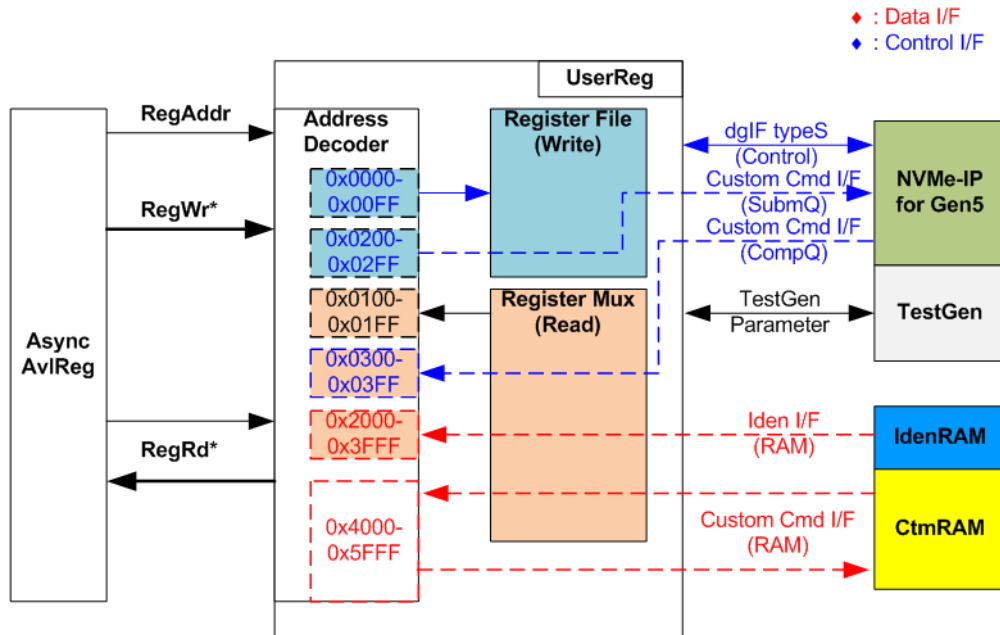 ♦ : Data I/F
♦ : Control I/F
UserReg
RegAddr
Address
Decoder
Register File
(Write)
dgIF typeS
(Control)
NVMe-IP
for Gen5
0x0000-
0x00FF
Custom Cmd I/F
(SubmQ)
RegWr*
0x0200-
0x02FF
Custom Cmd I/F
(CompQ)
0x0100-
0x01FF
Register Mux
(Read)
TestGen
Parameter
TestGen
Async
AvlReg
0x0300-
0x03FF
0x2000-
0x3FFF
Iden I/F
(RAM)
IdenRAM
RegRd*
0x4000-
0x5FFF
Custom Cmd I/F
(RAM)
CtmRAM